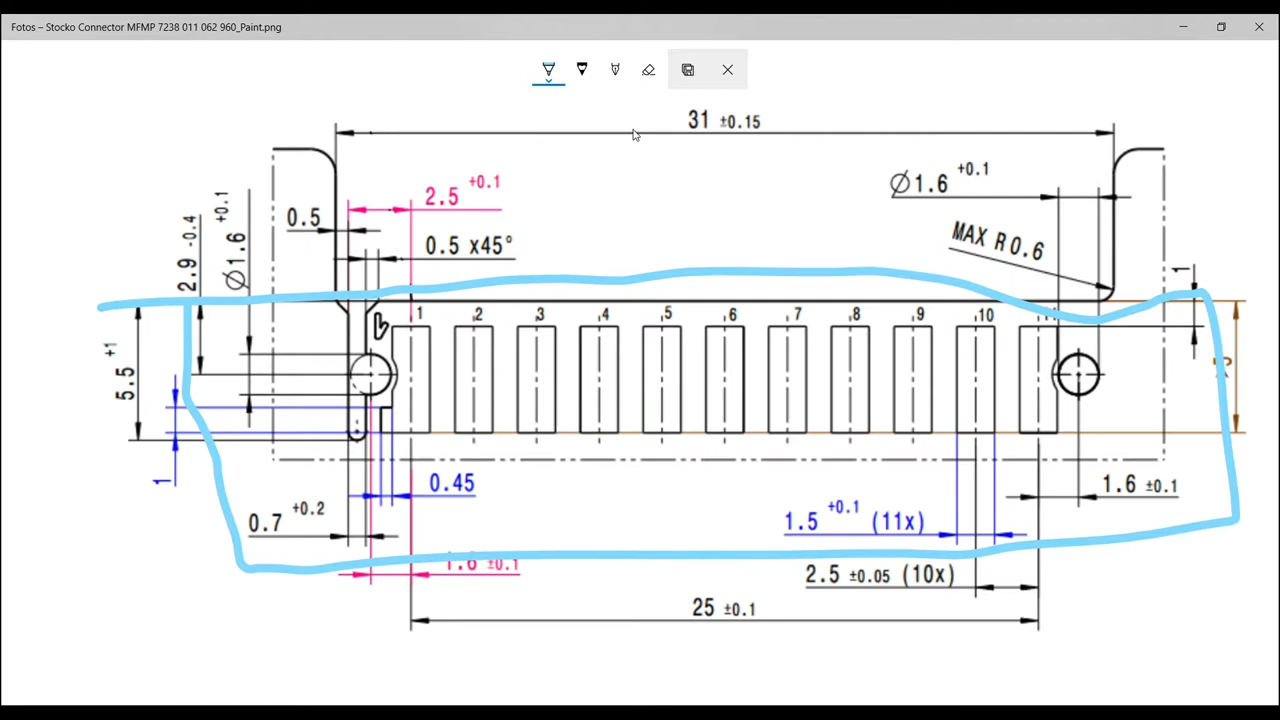 Fotos – Stocko Connector MFMP 7238 011 062 960_Paint.png
31 ±0.15
2.5 +0.1
Ø1.6 +0.1
0.5
0.5 x45°
MAX R0.6
2.9 -0.4
Ø1.6 +0.1
1
1 2 3 4 5 6 7 8 9 10
5.5 +1
1
0.45
1.6 ±0.1
0.7 +0.2
1.5 +0.1 (11x)
1.6 ±0.1
2.5 ±0.05 (10x)
25 ±0.1